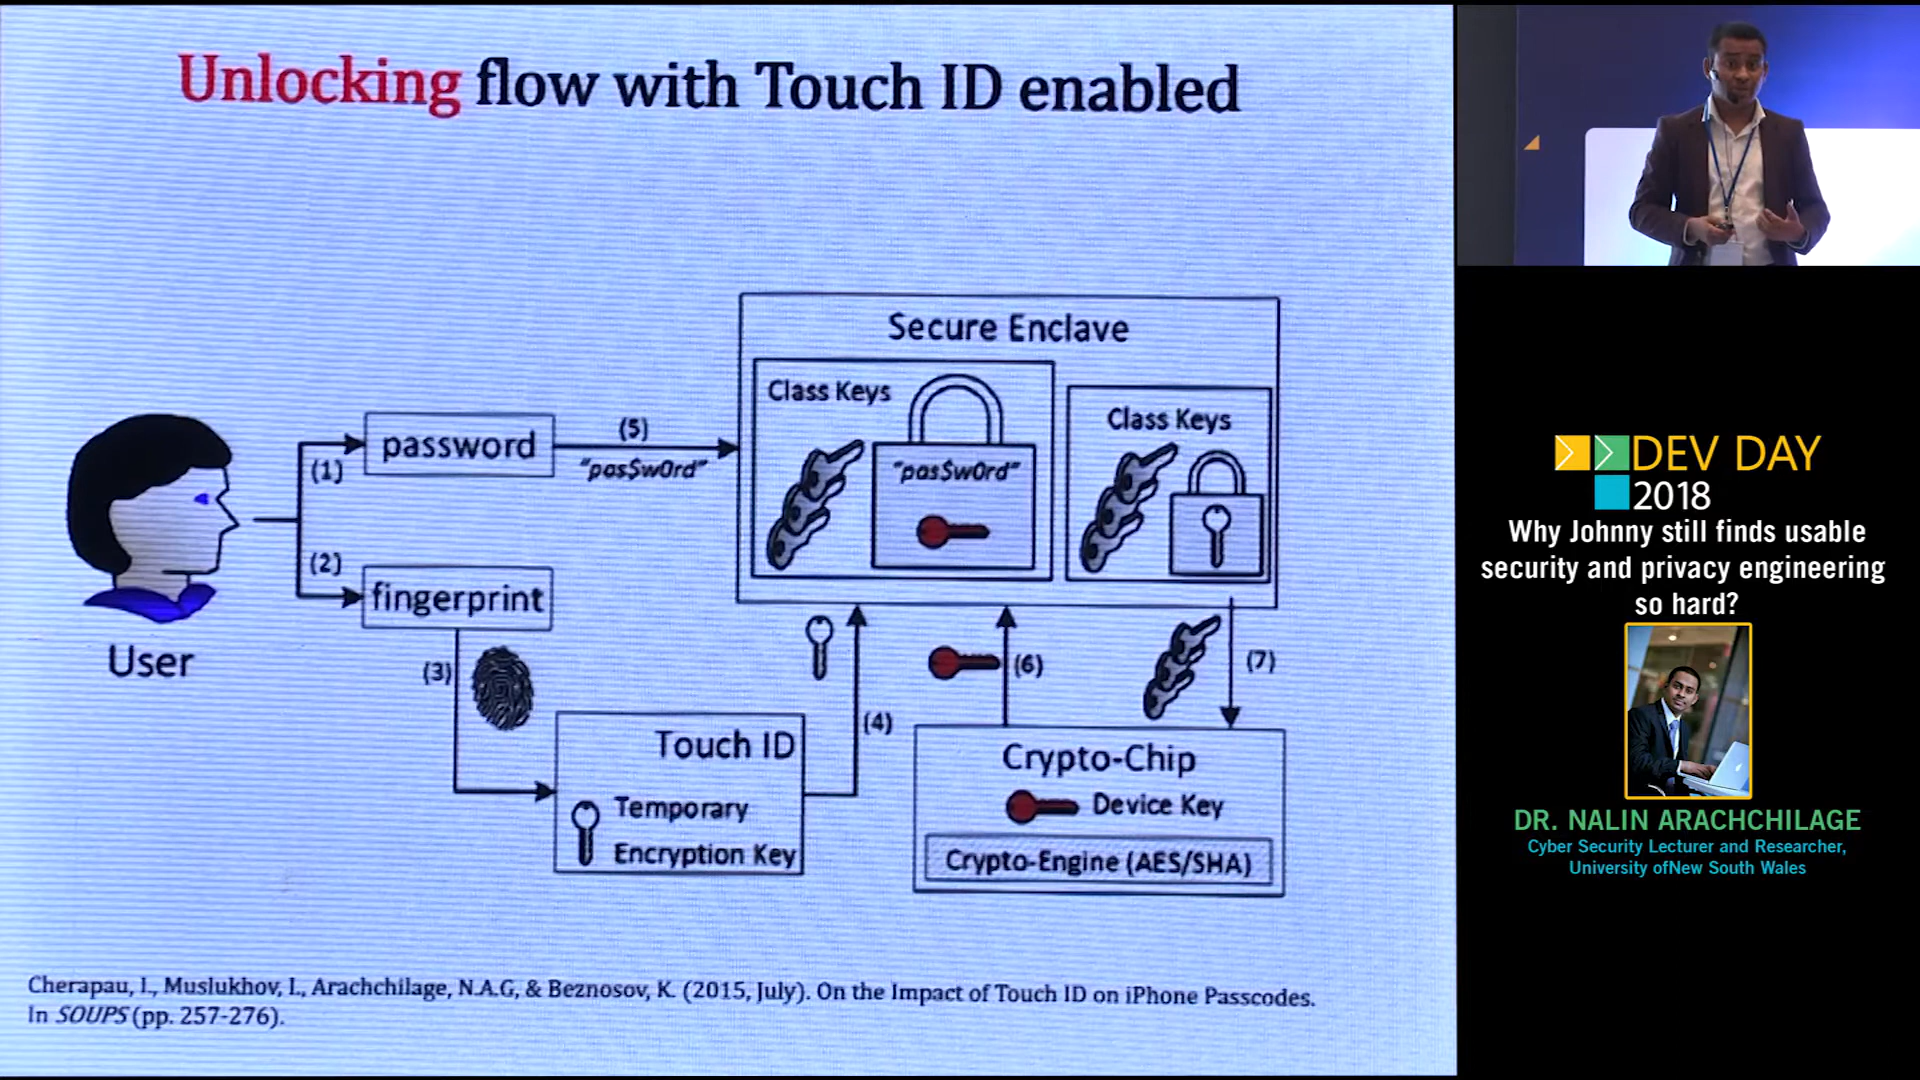 Unlocking flow with Touch ID enabled
Secure Enclave
Class Keys
"pas$w0rd"
Class Keys
password
(1)
(5)
"pas$w0rd"
(2)
fingerprint
User
(3)
Touch ID
Temporary
Encryption Key
(4)
(6)
(7)
Crypto-Chip
Device Key
Crypto-Engine (AES/SHA)
Cherapau, I., Muslukhov, I., Arachchilage, N.A.G, & Beznosov, K. (2015, July). On the Impact of Touch ID on iPhone Passcodes.
In SOUPS (pp. 257-276).
DEV DAY
2018
Why Johnny still finds usable
security and privacy engineering
so hard?
DR. NALIN ARACHCHILAGE
Cyber Security Lecturer and Researcher,
University ofNew South Wales